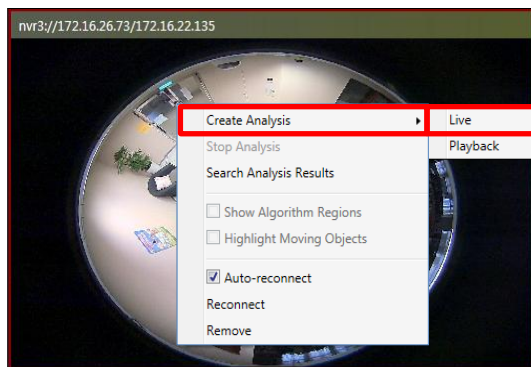 nvr3://172.16.26.73/172.16.22.135
Create Analysis
Live
Stop Analysis
Playback
Search Analysis Results
Show Algorithm Regions
Highlight Moving Objects
Auto-reconnect
Reconnect
Remove